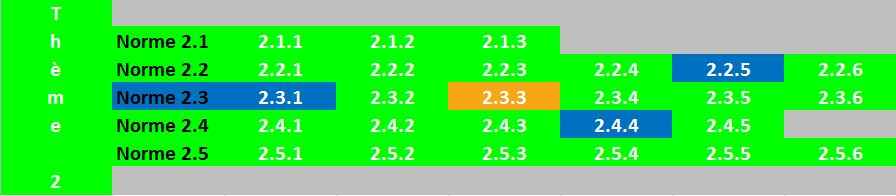 T
h Norme 2.1 2.1.1 2.1.2 2.1.3
è Norme 2.2 2.2.1 2.2.2 2.2.3 2.2.4 2.2.5 2.2.6
m Norme 2.3 2.3.1 2.3.2 2.3.3 2.3.4 2.3.5 2.3.6
e Norme 2.4 2.4.1 2.4.2 2.4.3 2.4.4 2.4.5
Norme 2.5 2.5.1 2.5.2 2.5.3 2.5.4 2.5.5 2.5.6
2